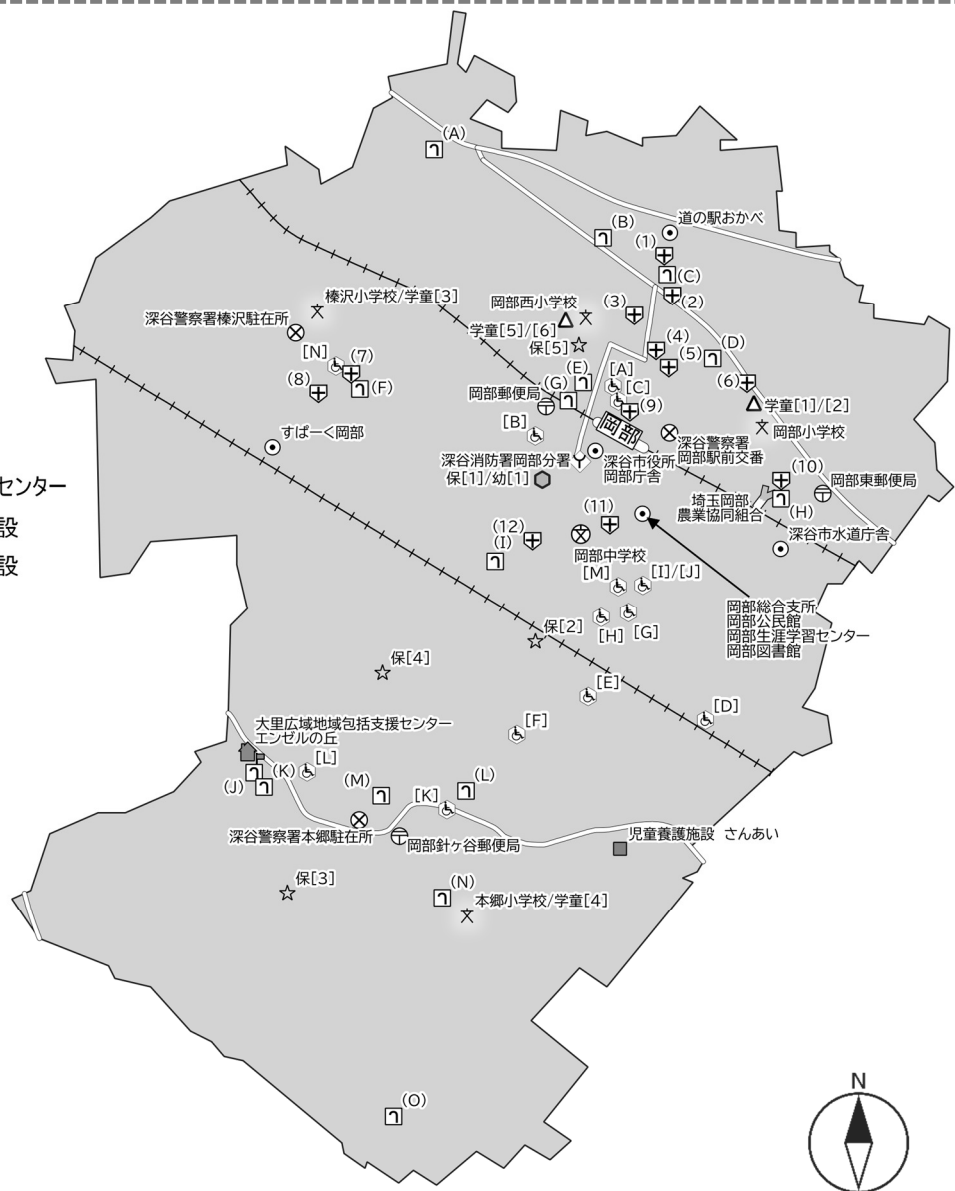 (A)
(B)
道の駅おかべ
(1)
(C)
(2)
榛沢小学校/学童[3]
深谷警察署榛沢駐在所
岡部西小学校
(3)
学童[5]/[6]
保[5]
(4)
(5)
(D)
[N]
(7)
(8)
(F)
(E)
[A]
(6)
岡部郵便局
(G)
[C]
(9)
学童[1]/[2]
[B]
岡部
岡部小学校
すぱーく岡部
深谷警察署
岡部駅前交番
深谷消防署岡部分署
保[1]/幼[1]
深谷市役所
岡部庁舎
(10)
岡部東郵便局
センター
設
設
埼玉岡部
農業協同組合
(H)
(11)
(12)
(I)
深谷市水道庁舎
岡部中学校
[M]
[I]/[J]
岡部総合支所
岡部公民館
岡部生涯学習センター
岡部図書館
[H]
[G]
保[2]
保[4]
[E]
[D]
[F]
大里広域地域包括支援センター
エンゼルの丘
[L]
(J)
(K)
(M)
(L)
[K]
深谷警察署本郷駐在所
岡部針ヶ谷郵便局
児童養護施設 さんあい
保[3]
(N)
本郷小学校/学童[4]
(O)
N